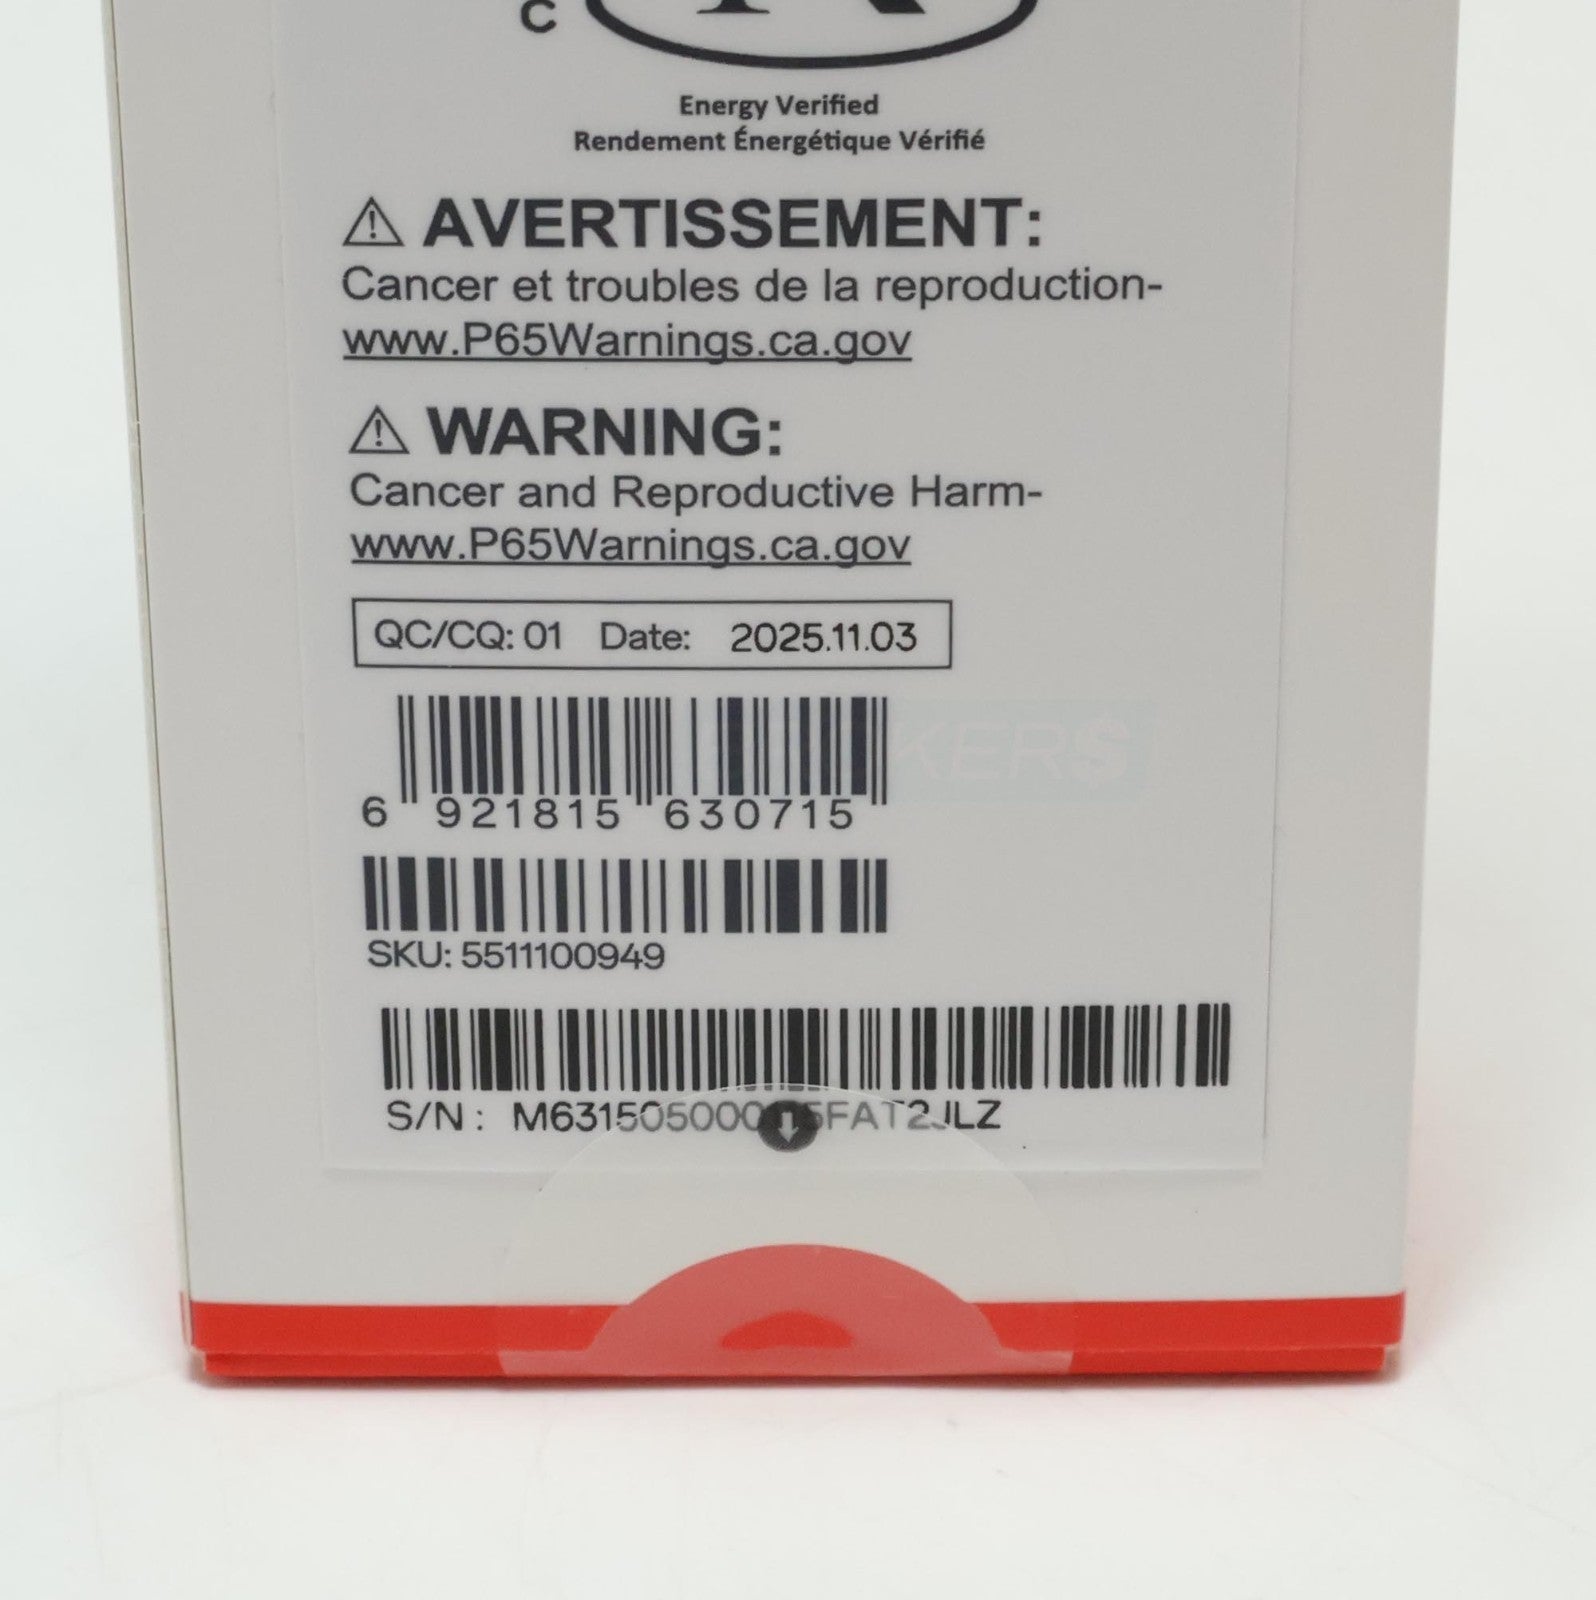 C
Energy Verified
Rendement Énergétique Vérifié
⚠ AVERTISSEMENT:
Cancer et troubles de la reproduction-
www.P65Warnings.ca.gov
⚠ WARNING:
Cancer and Reproductive Harm-
www.P65Warnings.ca.gov
QC/CQ: 01 Date: 2025.11.03
6 921815 630715
SKU: 5511100949
S/N: